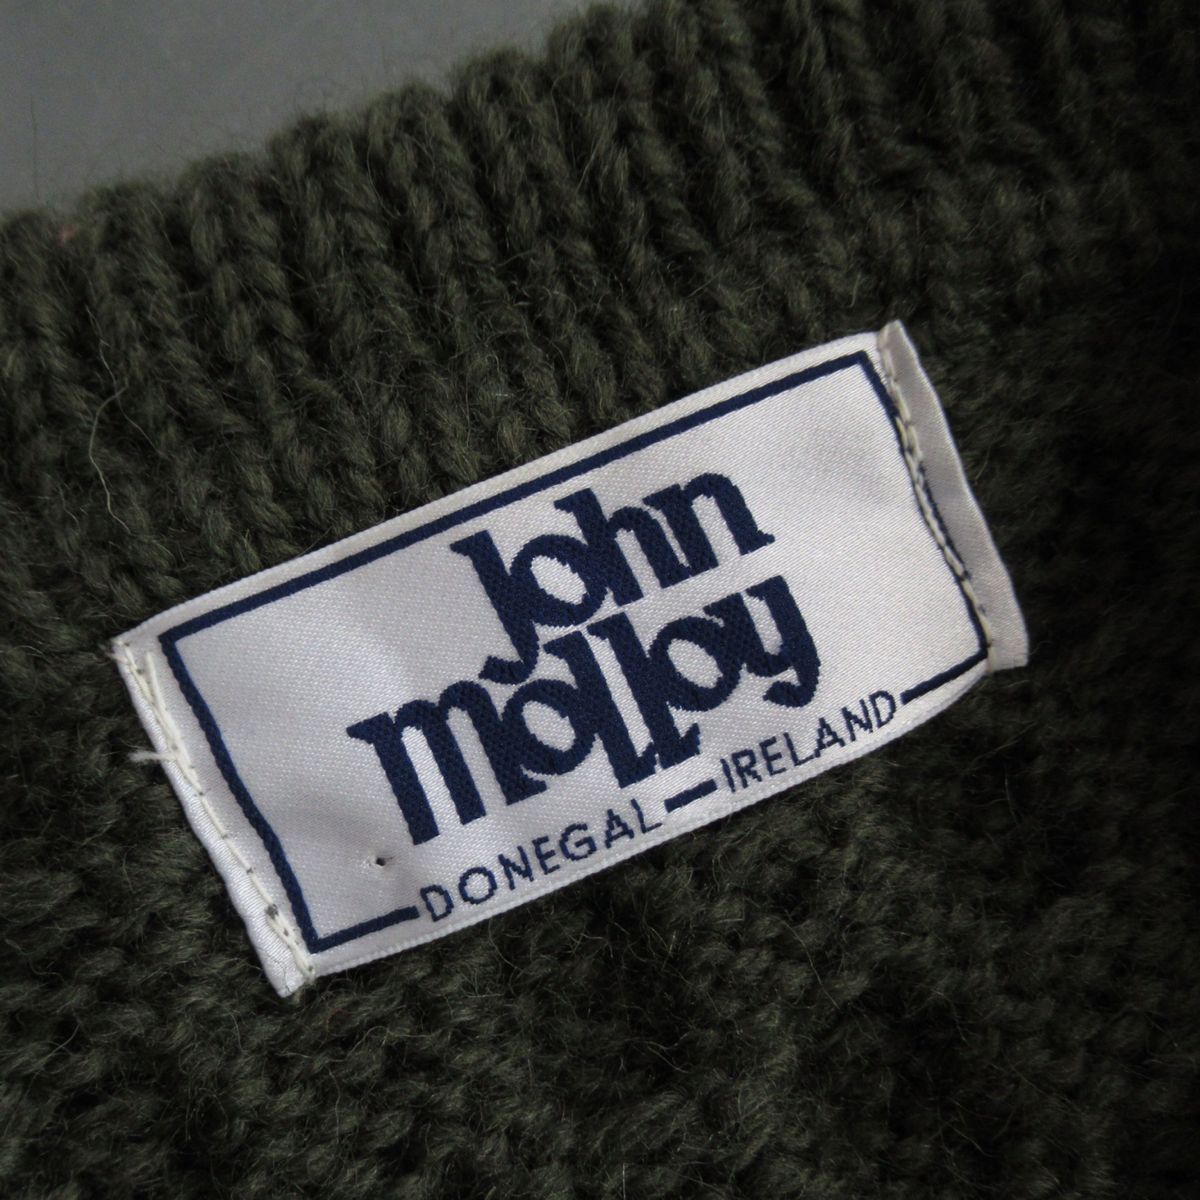 John
molloy
DONEGAL — IRELAND